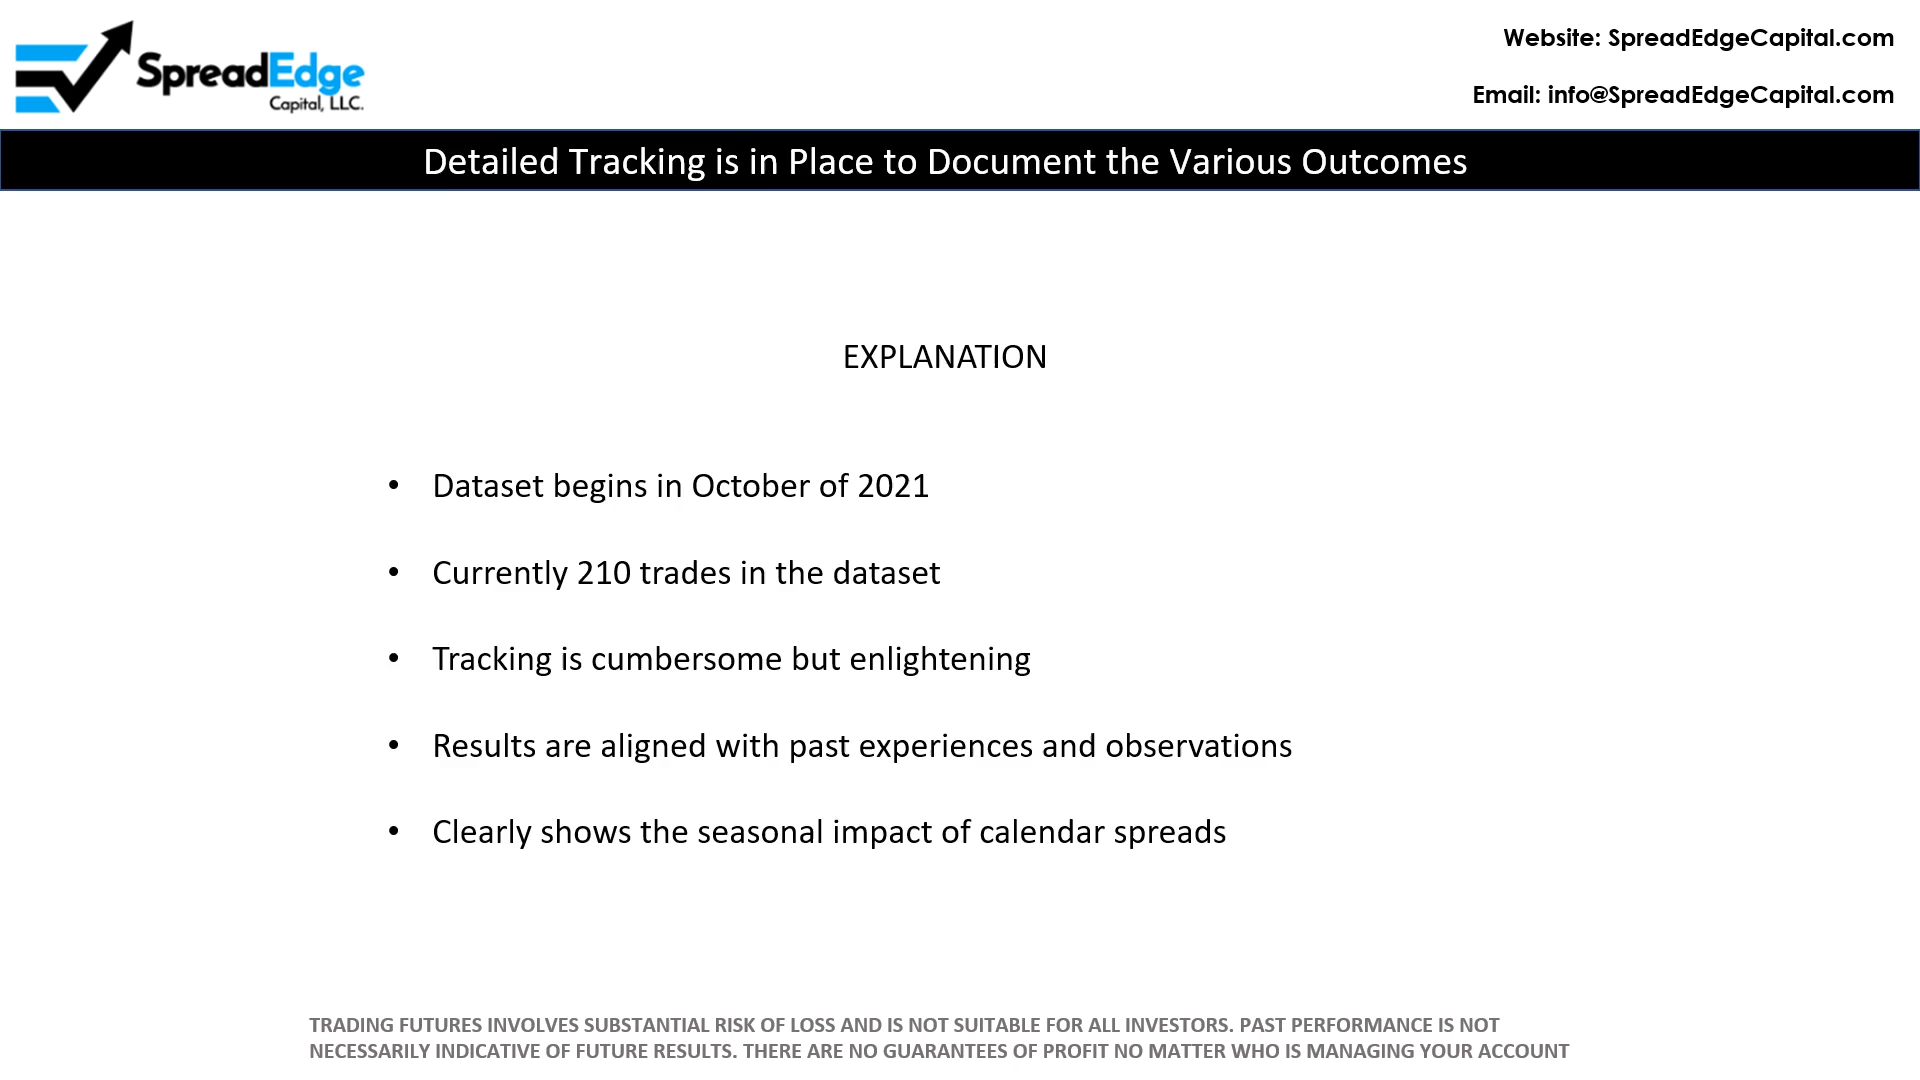 SpreadEdge
Capital, LLC.
Website: SpreadEdgeCapital.com
Email: info@SpreadEdgeCapital.com
Detailed Tracking is in Place to Document the Various Outcomes
EXPLANATION
• Dataset begins in October of 2021
• Currently 210 trades in the dataset
• Tracking is cumbersome but enlightening
• Results are aligned with past experiences and observations
• Clearly shows the seasonal impact of calendar spreads
TRADING FUTURES INVOLVES SUBSTANTIAL RISK OF LOSS AND IS NOT SUITABLE FOR ALL INVESTORS. PAST PERFORMANCE IS NOT
NECESSARILY INDICATIVE OF FUTURE RESULTS. THERE ARE NO GUARANTEES OF PROFIT NO MATTER WHO IS MANAGING YOUR ACCOUNT